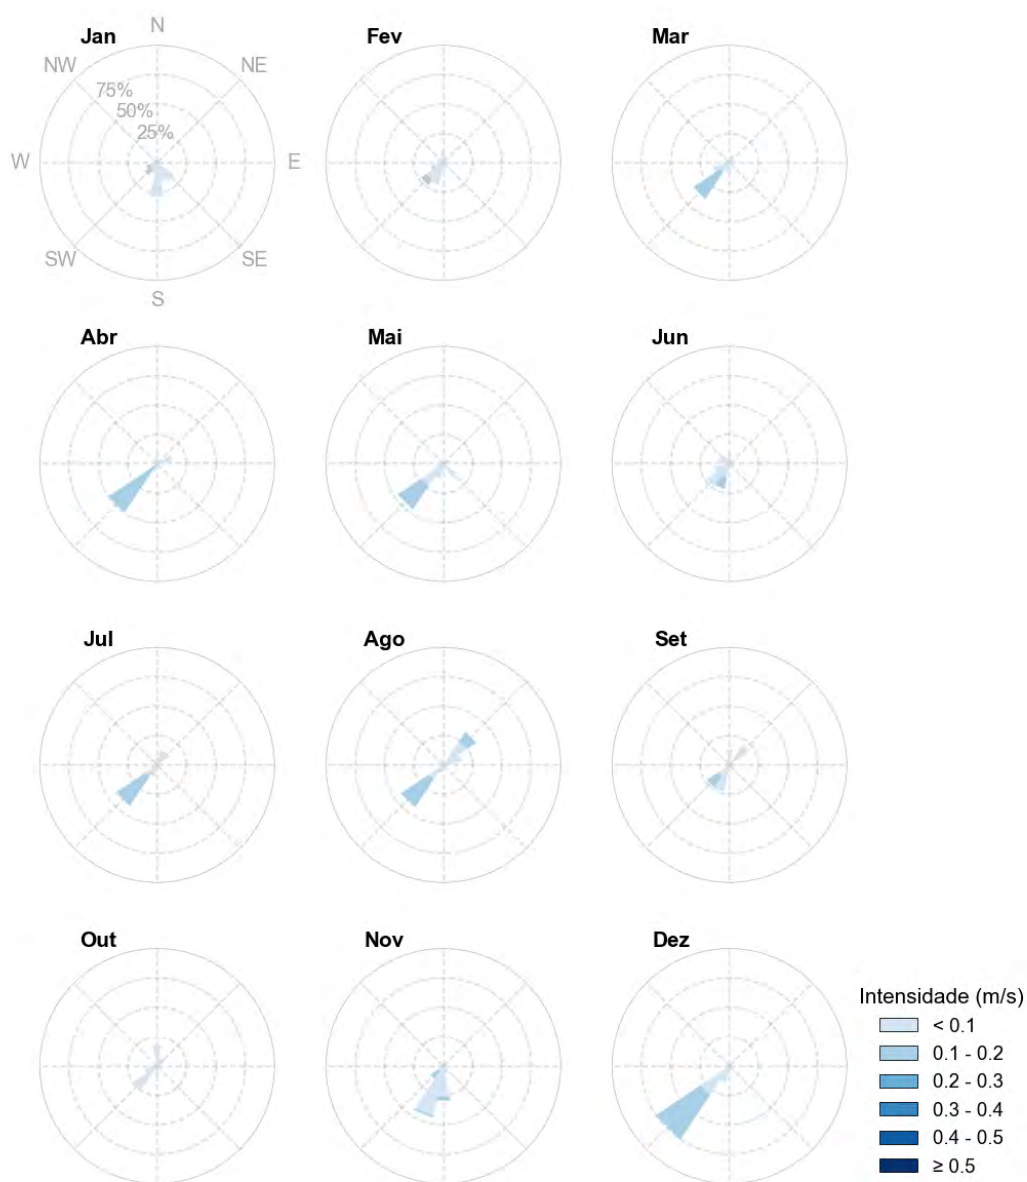 Jan
N
Fev
Mar
NW
NE
75%
50%
25%
W
E
SW
SE
S
Abr
Mai
Jun
Jul
Ago
Set
Out
Nov
Dez
Intensidade (m/s)
< 0.1
0.1 - 0.2
0.2 - 0.3
0.3 - 0.4
0.4 - 0.5
≥ 0.5